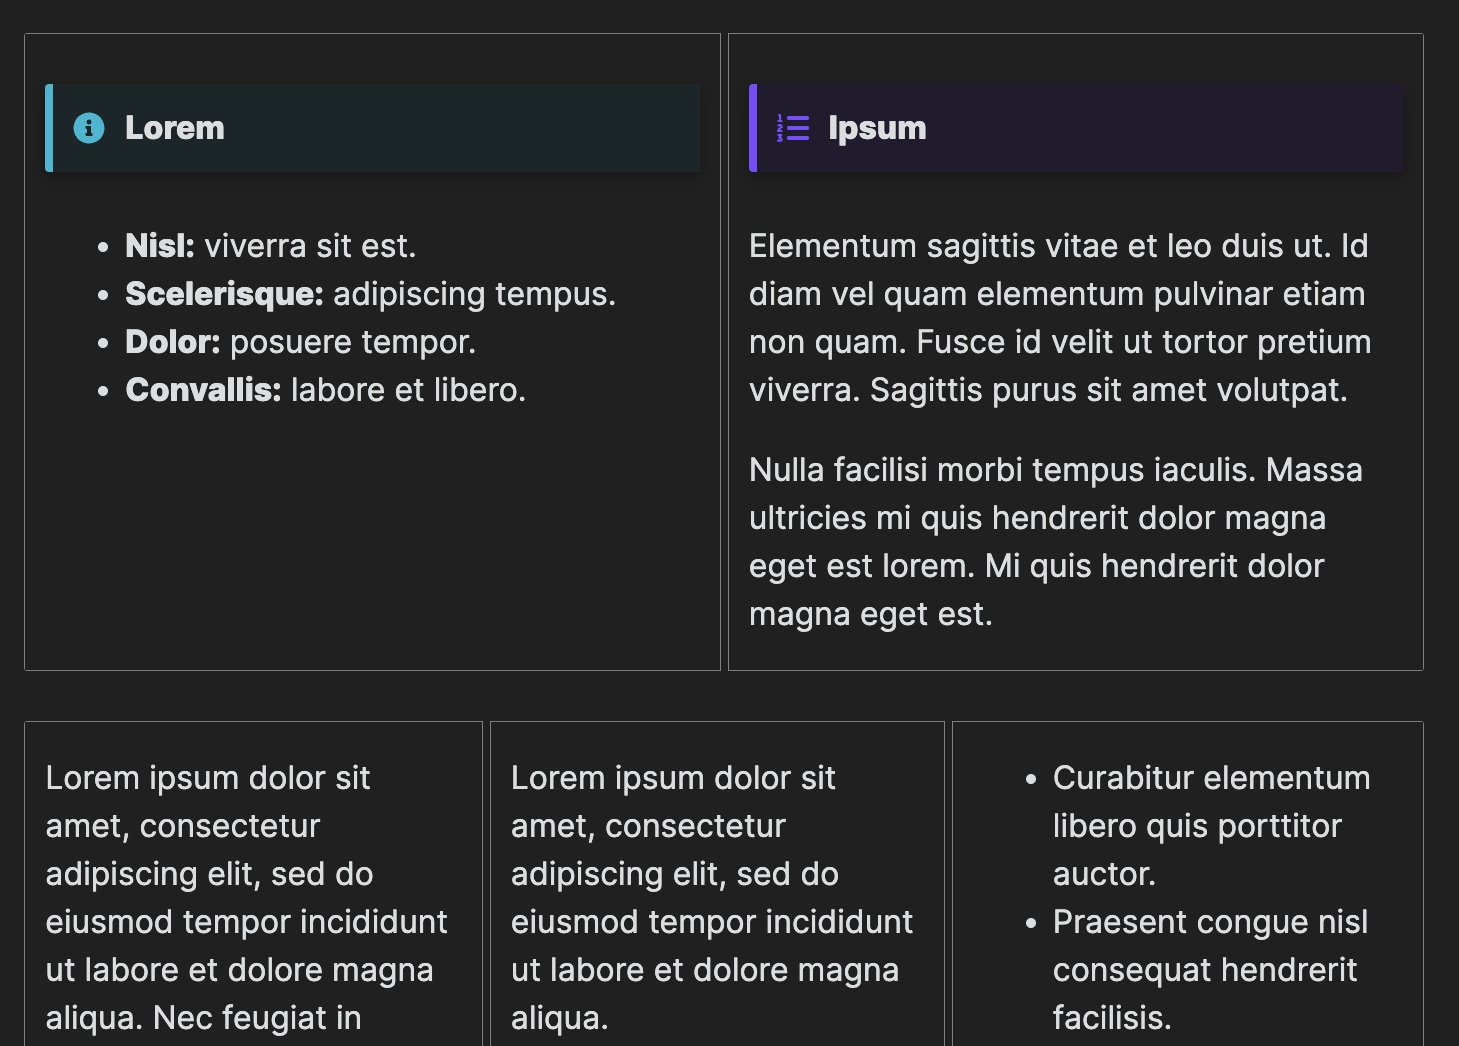 Lorem
• Nisl: viverra sit est.
• Scelerisque: adipiscing tempus.
• Dolor: posuere tempor.
• Convallis: labore et libero.
1
2
3
Ipsum
Elementum sagittis vitae et leo duis ut. Id
diam vel quam elementum pulvinar etiam
non quam. Fusce id velit ut tortor pretium
viverra. Sagittis purus sit amet volutpat.
Nulla facilisi morbi tempus iaculis. Massa
ultricies mi quis hendrerit dolor magna
eget est lorem. Mi quis hendrerit dolor
magna eget est.
Lorem ipsum dolor sit
amet, consectetur
adipiscing elit, sed do
eiusmod tempor incididunt
ut labore et dolore magna
aliqua. Nec feugiat in
Lorem ipsum dolor sit
amet, consectetur
adipiscing elit, sed do
eiusmod tempor incididunt
ut labore et dolore magna
aliqua.
• Curabitur elementum
libero quis porttitor
auctor.
• Praesent congue nisl
consequat hendrerit
facilisis.